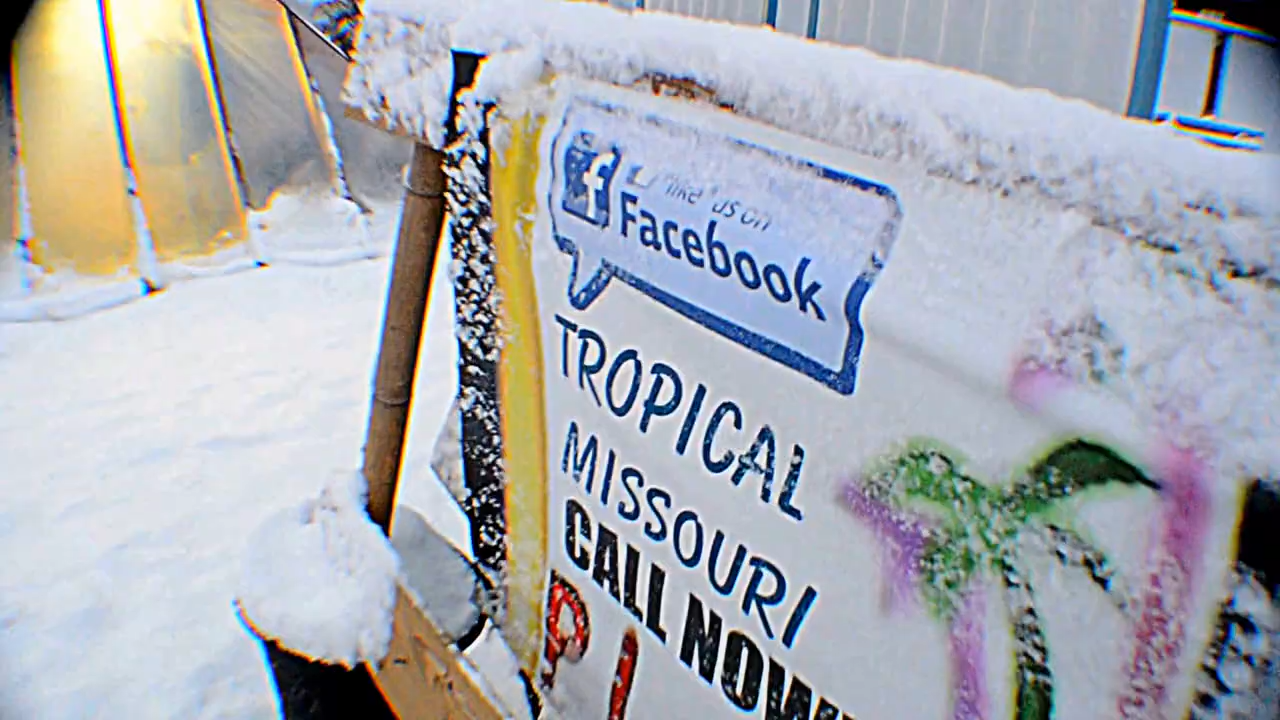 f
like us on
Facebook
TROPICAL
MISSOURI
CALL NOW